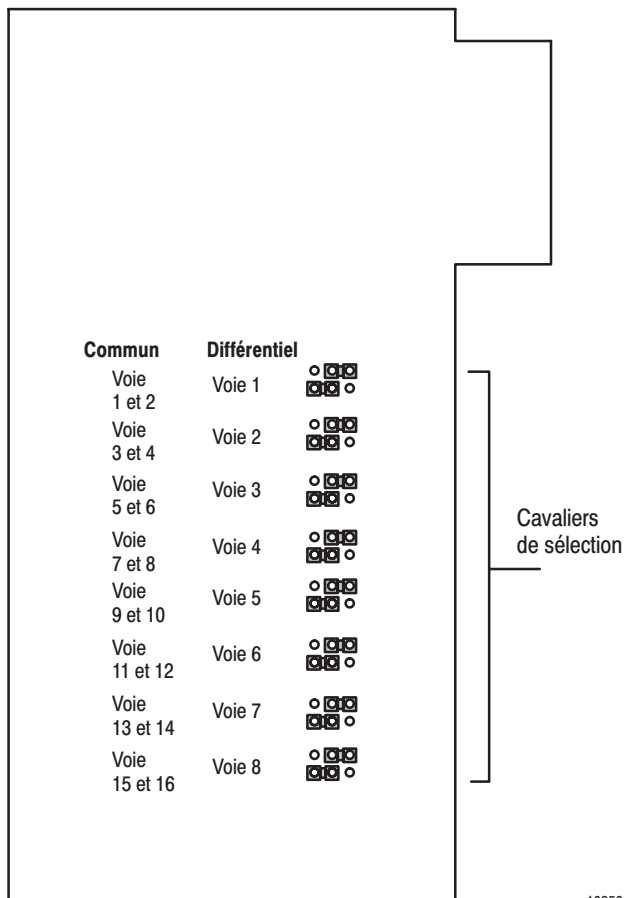 Commun Différentiel
Voie
1 et 2
Voie 1
Voie
3 et 4
Voie 2
Voie
5 et 6
Voie 3
Voie
7 et 8
Voie 4
Voie
9 et 10
Voie 5
Voie
11 et 12
Voie 6
Voie
13 et 14
Voie 7
Voie
15 et 16
Voie 8
Cavaliers
de sélection